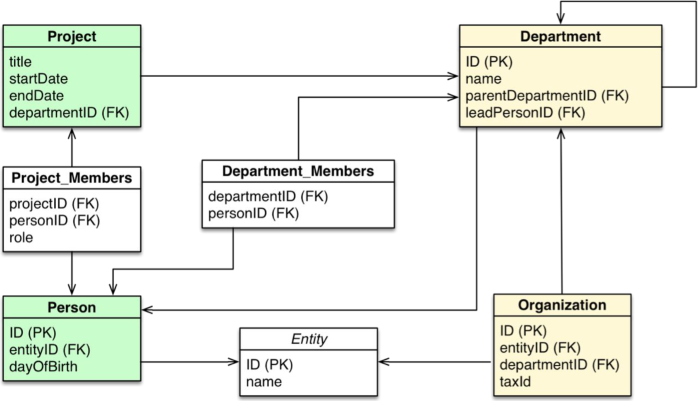 Project
title
startDate
endDate
departmentID (FK)
Department
ID (PK)
name
parentDepartmentID (FK)
leadPersonID (FK)
Project_Members
projectID (FK)
personID (FK)
role
Department_Members
departmentID (FK)
personID (FK)
Person
ID (PK)
entityID (FK)
dayOfBirth
Entity
ID (PK)
name
Organization
ID (PK)
entityID (FK)
departmentID (FK)
taxId